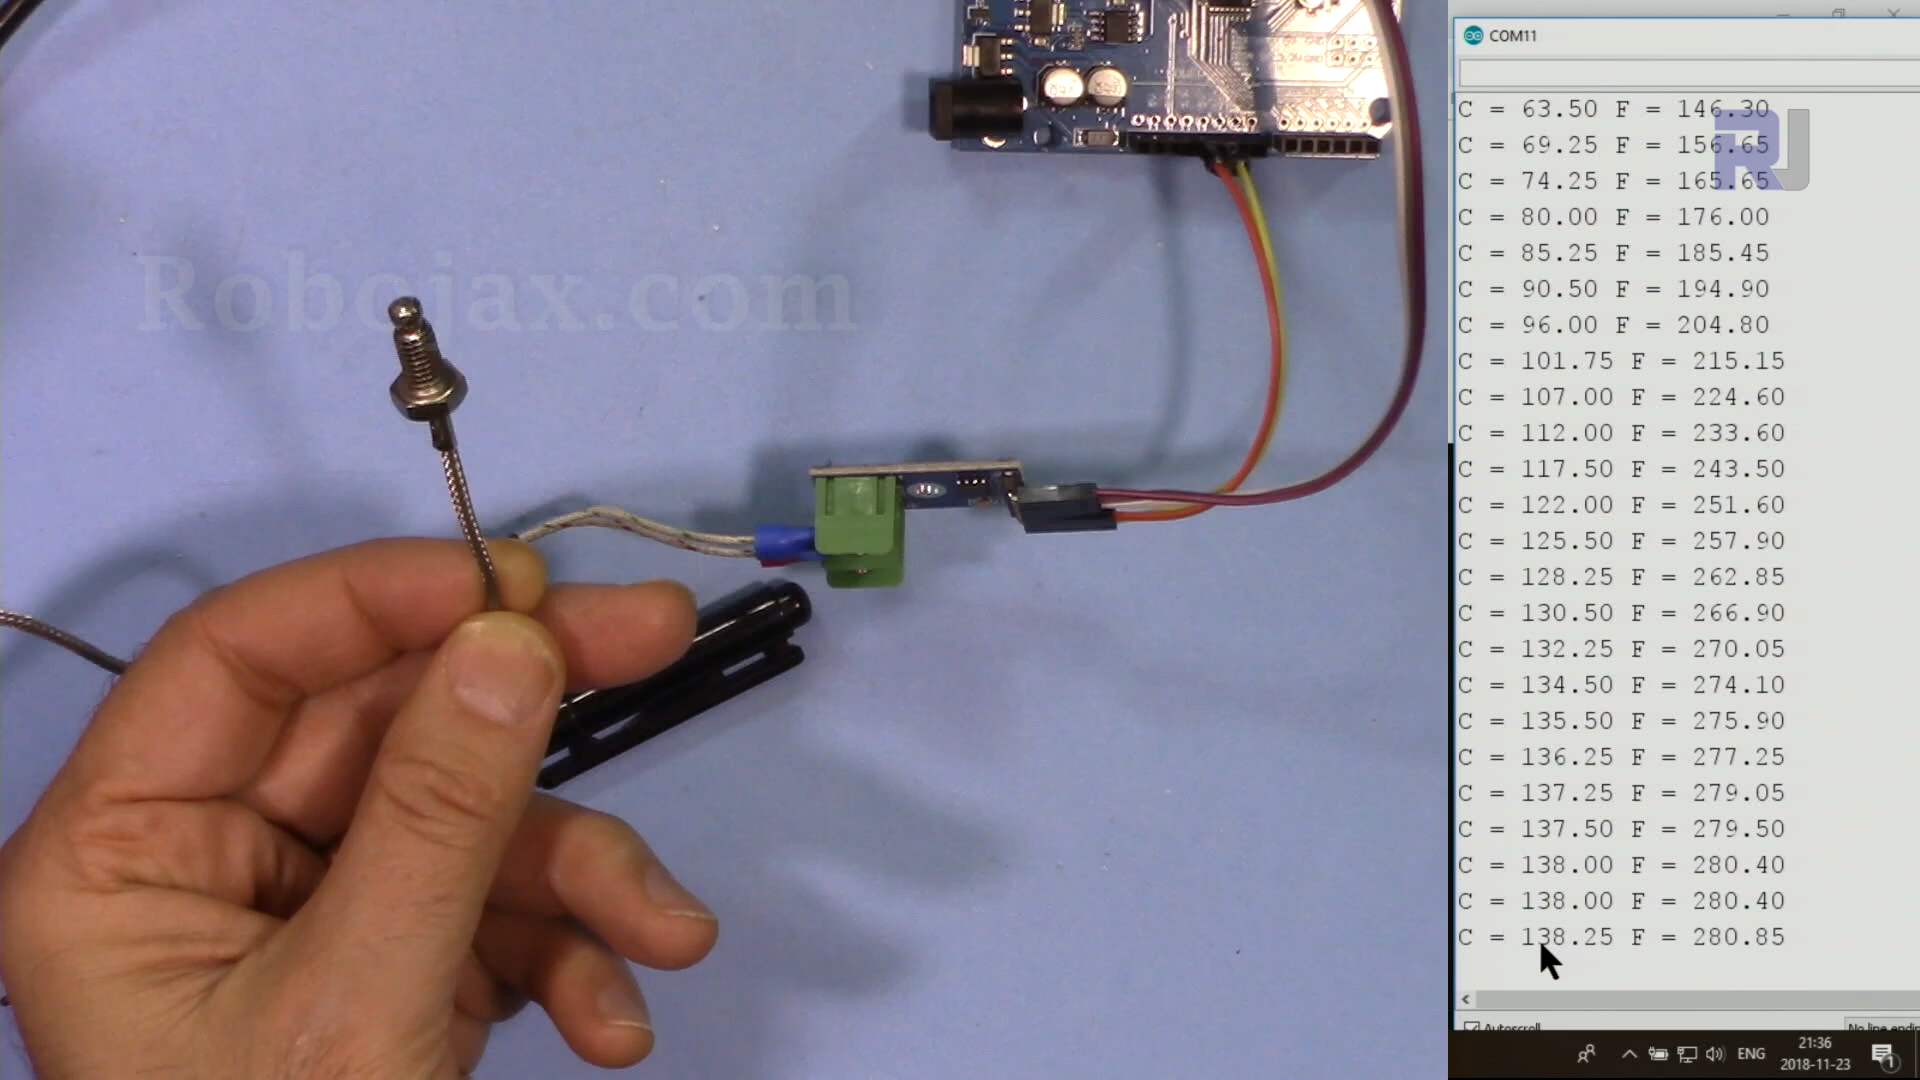 Robojax.com
COM11
RJ
C = 63.50 F = 146.30
C = 69.25 F = 156.65
C = 74.25 F = 165.65
C = 80.00 F = 176.00
C = 85.25 F = 185.45
C = 90.50 F = 194.90
C = 96.00 F = 204.80
C = 101.75 F = 215.15
C = 107.00 F = 224.60
C = 112.00 F = 233.60
C = 117.50 F = 243.50
C = 122.00 F = 251.60
C = 125.50 F = 257.90
C = 128.25 F = 262.85
C = 130.50 F = 266.90
C = 132.25 F = 270.05
C = 134.50 F = 274.10
C = 135.50 F = 275.90
C = 136.25 F = 277.25
C = 137.25 F = 279.05
C = 137.50 F = 279.50
C = 138.00 F = 280.40
C = 138.00 F = 280.40
C = 138.25 F = 280.85
Autoscroll
No line
ENG
21:36
2018-11-23
1